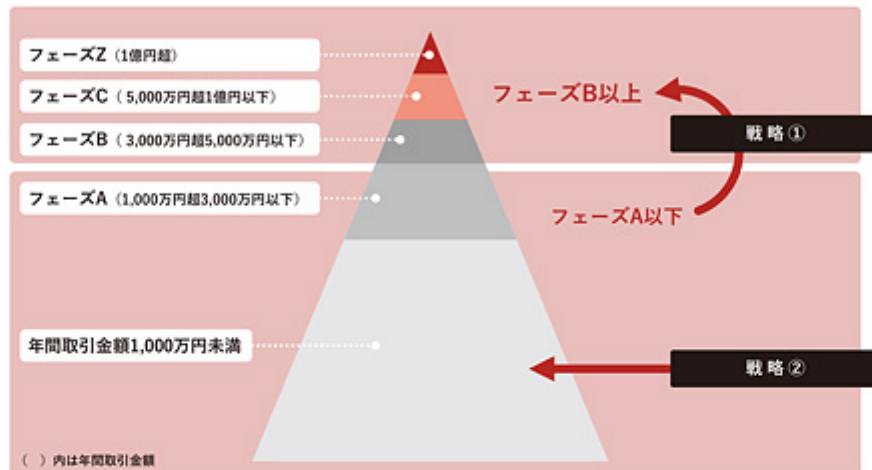 フェーズZ（1億円超）
フェーズC（ 5,000万円超1億円以下）
フェーズB以上
戦略①
フェーズB（ 3,000万円超5,000万円以下）
フェーズA（1,000万円超3,000万円以下）
フェーズA以下
年間取引金額1,000万円未満
戦略②
（　）内は年間取引金額